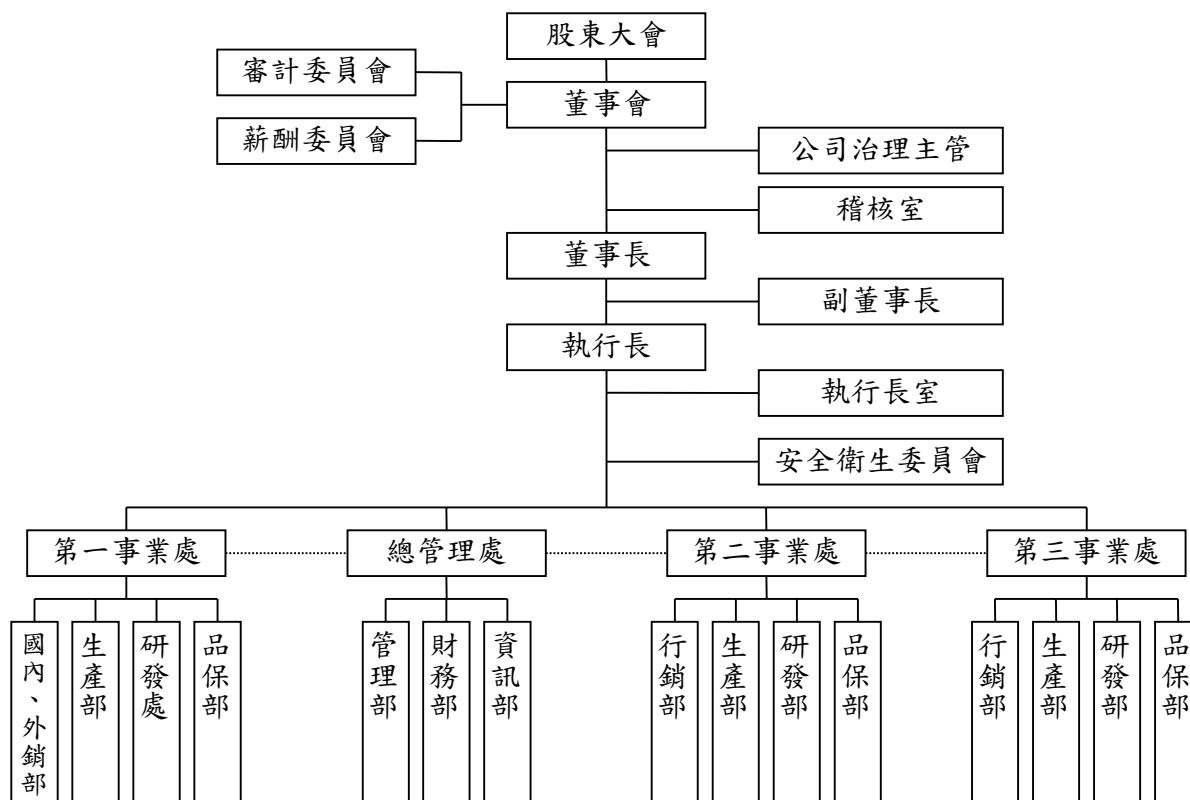 股東大會
審計委員會
董事會
薪酬委員會
公司治理主管
稽核室
董事長
副董事長
執行長
執行長室
安全衛生委員會
第一事業處
總管理處
第二事業處
第三事業處
國內、外銷部
生產部
研發處
品保部
管理部
財務部
資訊部
行銷部
生產部
研發部
品保部
行銷部
生產部
研發部
品保部